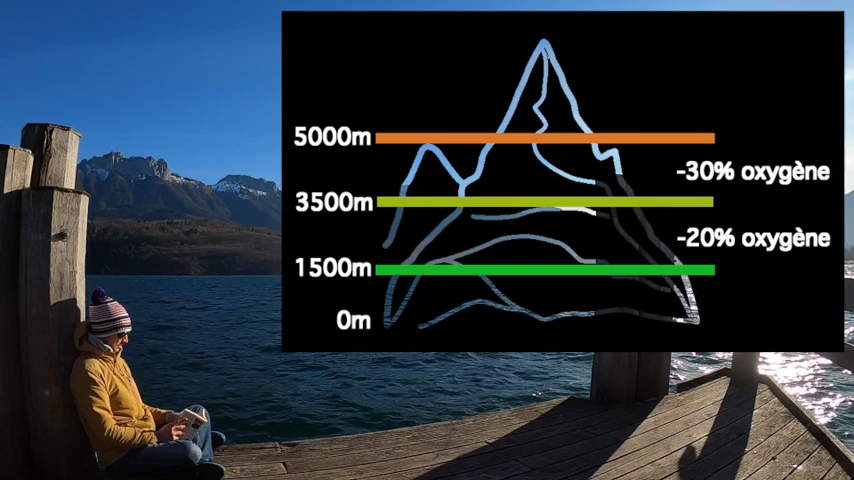 5000m
-30% oxygène
3500m
-20% oxygène
1500m
0m